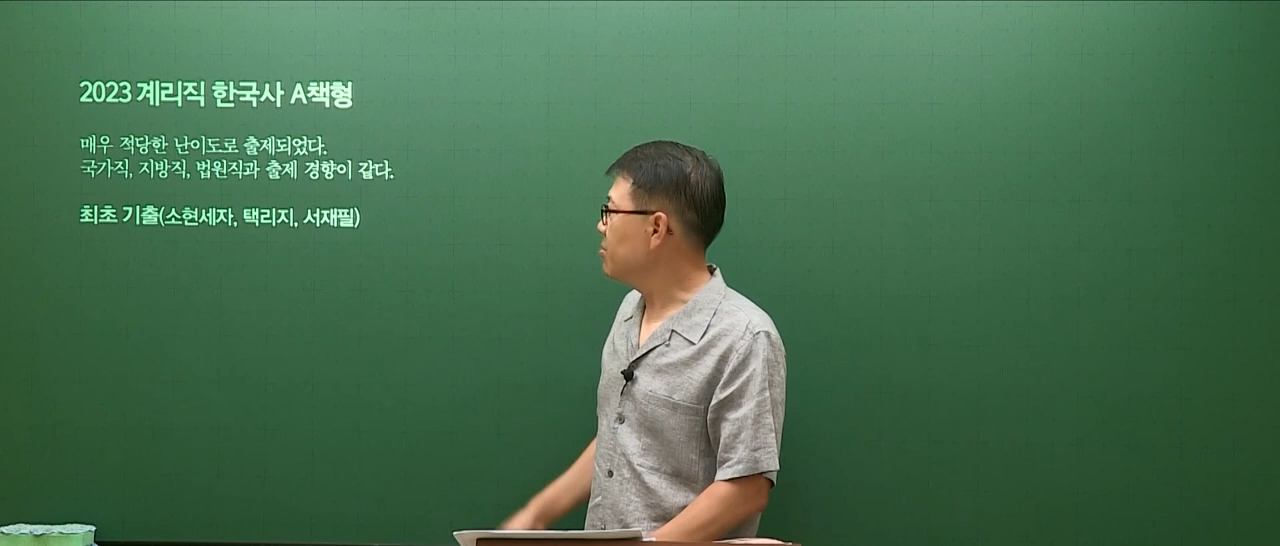 2023 계리직 한국사 A책형
매우 적당한 난이도로 출제되었다.
국가직, 지방직, 법원직과 출제 경향이 같다.
최초 기출(소현세자, 택리지, 서재필)